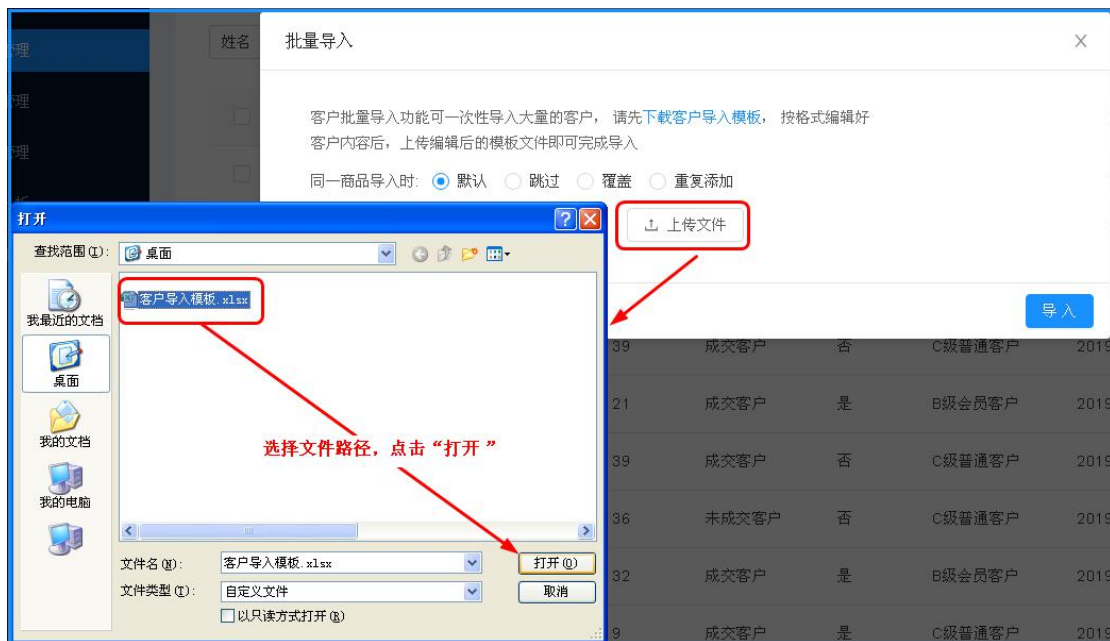 理
姓名
批量导入
理
客户批量导入功能可一次性导入大量的客户， 请先下载客户导入模板， 按格式编辑好
客户内容后，上传编辑后的模板文件即可完成导入
理
同一商品导入时: 默认 跳过 覆盖 重复添加
上传文件
导 入
打开
查找范围(I): 桌面
客户导入模板.xlsx
我最近的文档
桌面
我的文档
我的电脑
选择文件路径，点击“打开 ”
文件名(N): 客户导入模板.xlsx 打开(O)
文件类型(T): 自定义文件 取消
以只读方式打开(R)
39 成交客户 否 C级普通客户 2019
21 成交客户 是 B级会员客户 2019
39 成交客户 否 C级普通客户 2019
36 未成交客户 否 C级普通客户 2019
32 成交客户 是 B级会员客户 2019
9 成交客户 是 C级普通客户 2019